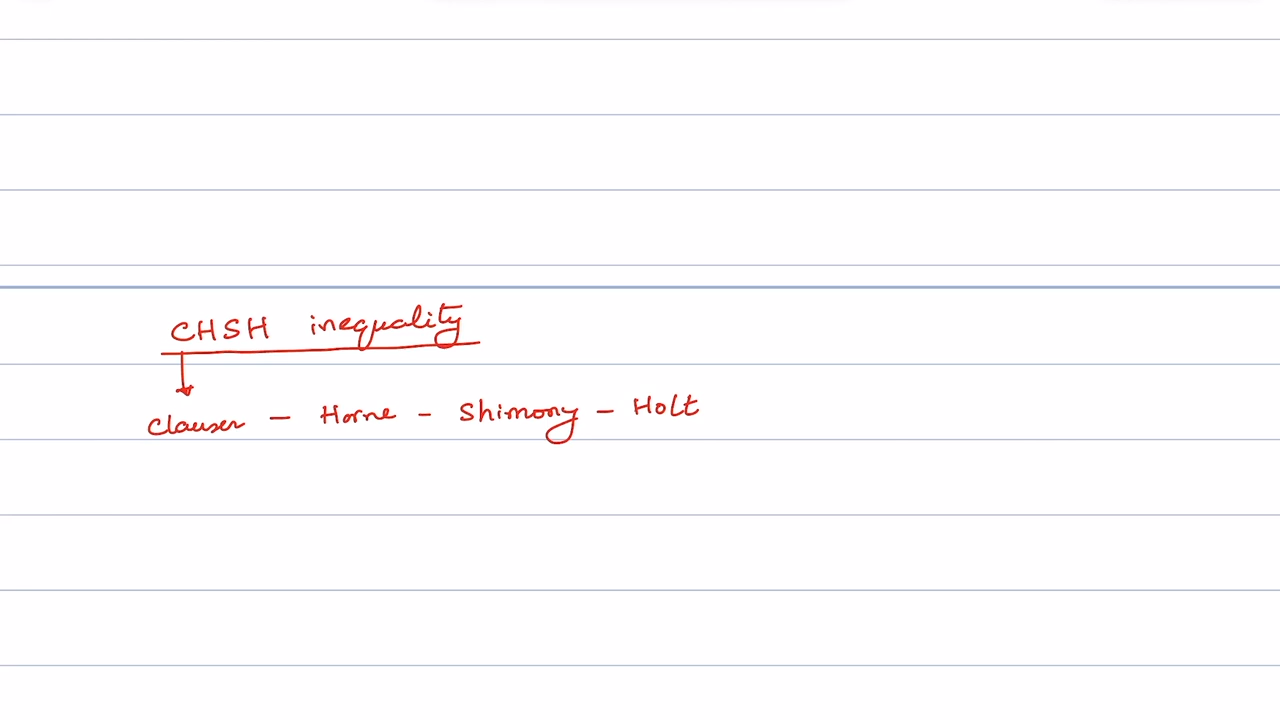 CHSH inequality
Clauser – Horne – Shimony – Holt